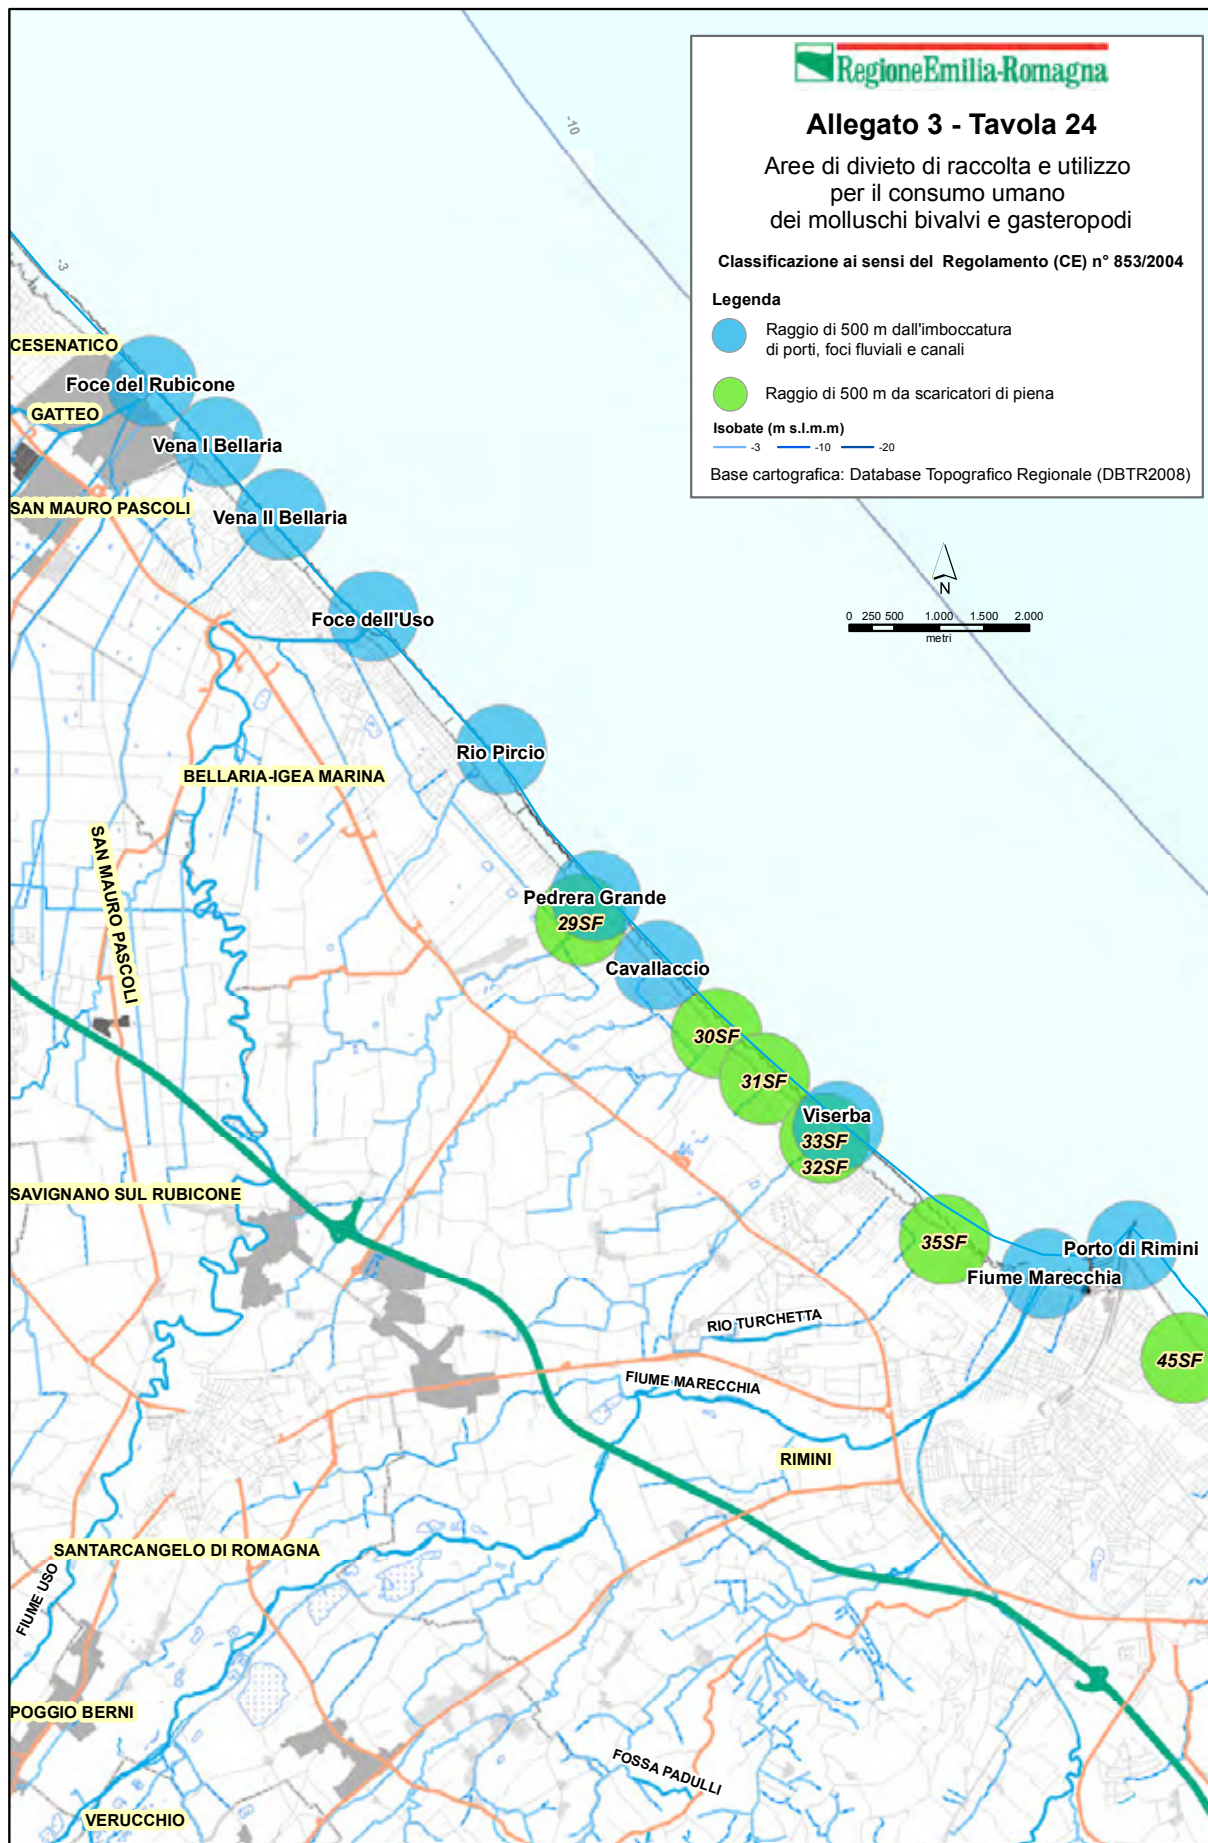 RegioneEmilia-Romagna
Allegato 3 - Tavola 24
Aree di divieto di raccolta e utilizzo
per il consumo umano
dei molluschi bivalvi e gasteropodi
Classificazione ai sensi del Regolamento (CE) n° 853/2004
Legenda
Raggio di 500 m dall'imboccatura
di porti, foci fluviali e canali
Raggio di 500 m da scaricatori di piena
Isobate (m s.l.m.m)
-3 -10 -20
Base cartografica: Database Topografico Regionale (DBTR2008)
-10
-3
CESENATICO
Foce del Rubicone
GATTEO
Vena I Bellaria
SAN MAURO PASCOLI
Vena II Bellaria
N
0 250 500 1.000 1.500 2.000
metri
Foce dell'Uso
Rio Pircio
BELLARIA-IGEA MARINA
SAN MAURO PASCOLI
Pedrera Grande
29SF
Cavallaccio
30SF
31SF
Viserba
33SF
32SF
SAVIGNANO SUL RUBICONE
35SF
Porto di Rimini
Fiume Marecchia
RIO TURCHETTA
45SF
FIUME MARECCHIA
RIMINI
SANTARCANGELO DI ROMAGNA
FIUME USO
POGGIO BERNI
FOSSA PADULLI
VERUCCHIO